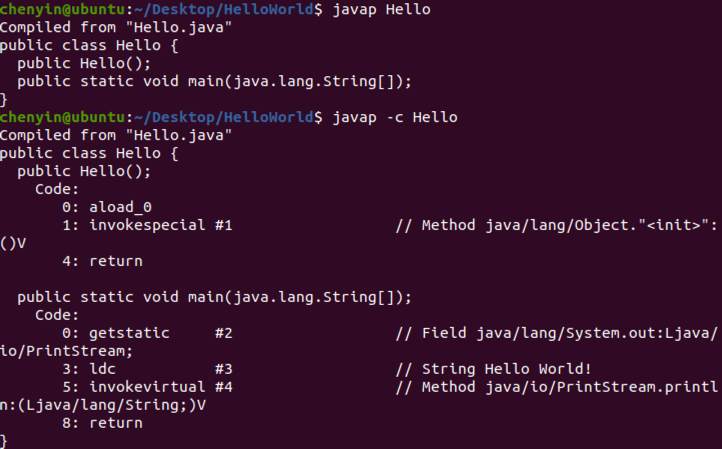 chenyin@ubuntu:~/Desktop/HelloWorld$ javap Hello
Compiled from "Hello.java"
public class Hello {
  public Hello();
  public static void main(java.lang.String[]);
}
chenyin@ubuntu:~/Desktop/HelloWorld$ javap -c Hello
Compiled from "Hello.java"
public class Hello {
  public Hello();
    Code:
       0: aload_0
       1: invokespecial #1                  // Method java/lang/Object."<init>":
()V
       4: return

  public static void main(java.lang.String[]);
    Code:
       0: getstatic     #2                  // Field java/lang/System.out:Ljava/
io/PrintStream;
       3: ldc           #3                  // String Hello World!
       5: invokevirtual #4                  // Method java/io/PrintStream.printl
n:(Ljava/lang/String;)V
       8: return
}